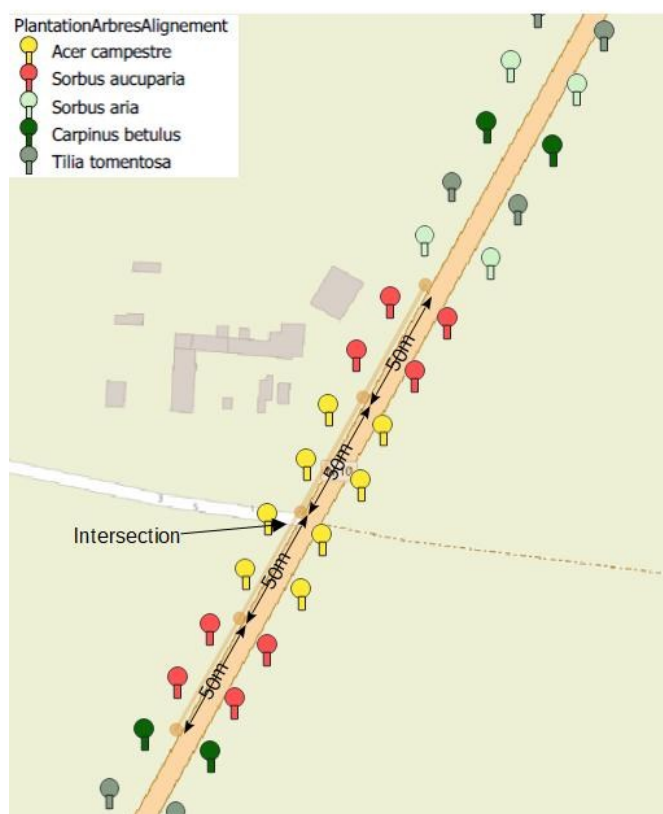 PlantationArbresAlignement
Acer campestre
Sorbus aucuparia
Sorbus aria
Carpinus betulus
Tilia tomentosa
50m
50m
Intersection
50m
50m